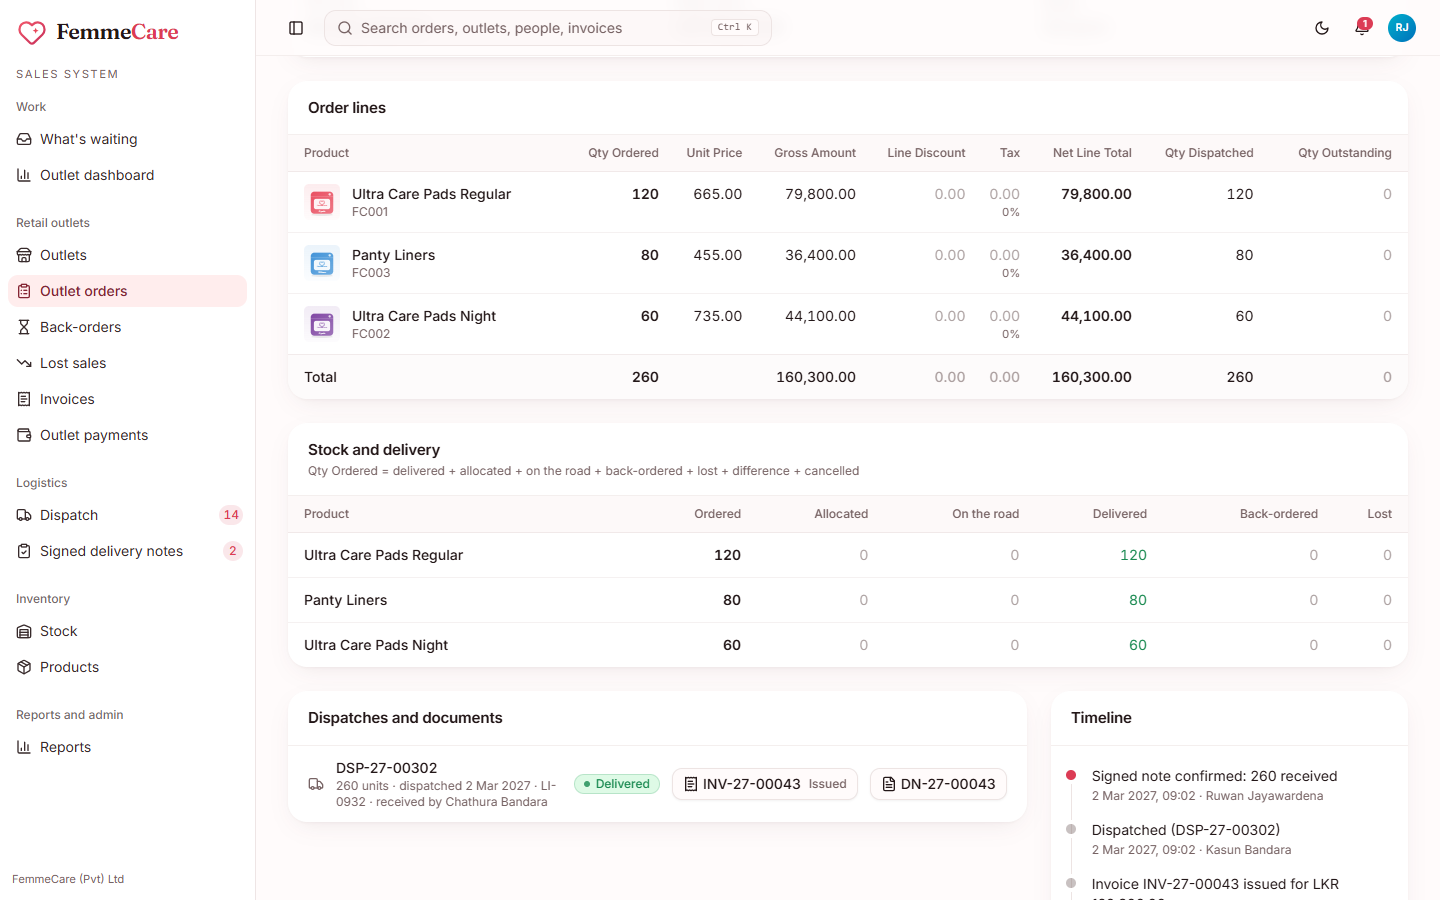 FemmeCare
SALES SYSTEM
Work
What's waiting
Outlet dashboard
Retail outlets
Outlets
Outlet orders
Back-orders
Lost sales
Invoices
Outlet payments
Logistics
Dispatch 14
Signed delivery notes 2
Inventory
Stock
Products
Reports and admin
Reports
FemmeCare (Pvt) Ltd
Search orders, outlets, people, invoices Ctrl K
1
RJ
Order lines
Product Qty Ordered Unit Price Gross Amount Line Discount Tax Net Line Total Qty Dispatched Qty Outstanding
Ultra Care Pads Regular 120 665.00 79,800.00 0.00 0.00 79,800.00 120 0
FC001 0%
Panty Liners 80 455.00 36,400.00 0.00 0.00 36,400.00 80 0
FC003 0%
Ultra Care Pads Night 60 735.00 44,100.00 0.00 0.00 44,100.00 60 0
FC002 0%
Total 260 160,300.00 0.00 0.00 160,300.00 260 0
Stock and delivery
Qty Ordered = delivered + allocated + on the road + back-ordered + lost + difference + cancelled
Product Ordered Allocated On the road Delivered Back-ordered Lost
Ultra Care Pads Regular 120 0 0 120 0 0
Panty Liners 80 0 0 80 0 0
Ultra Care Pads Night 60 0 0 60 0 0
Dispatches and documents
DSP-27-00302
260 units · dispatched 2 Mar 2027 · LI-
0932 · received by Chathura Bandara
Delivered
INV-27-00043 Issued
DN-27-00043
Timeline
Signed note confirmed: 260 received
2 Mar 2027, 09:02 · Ruwan Jayawardena
Dispatched (DSP-27-00302)
2 Mar 2027, 09:02 · Kasun Bandara
Invoice INV-27-00043 issued for LKR